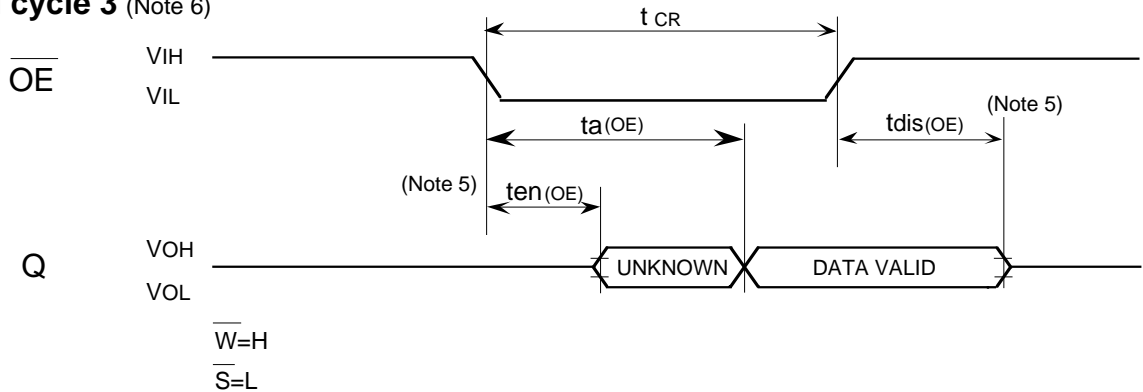 cycle 3 (Note 6)
t CR
OE
VIH
VIL
ta(OE)
tdis(OE)
(Note 5)
(Note 5)
ten(OE)
Q
VOH
VOL
UNKNOWN
DATA VALID
W=H
S=L